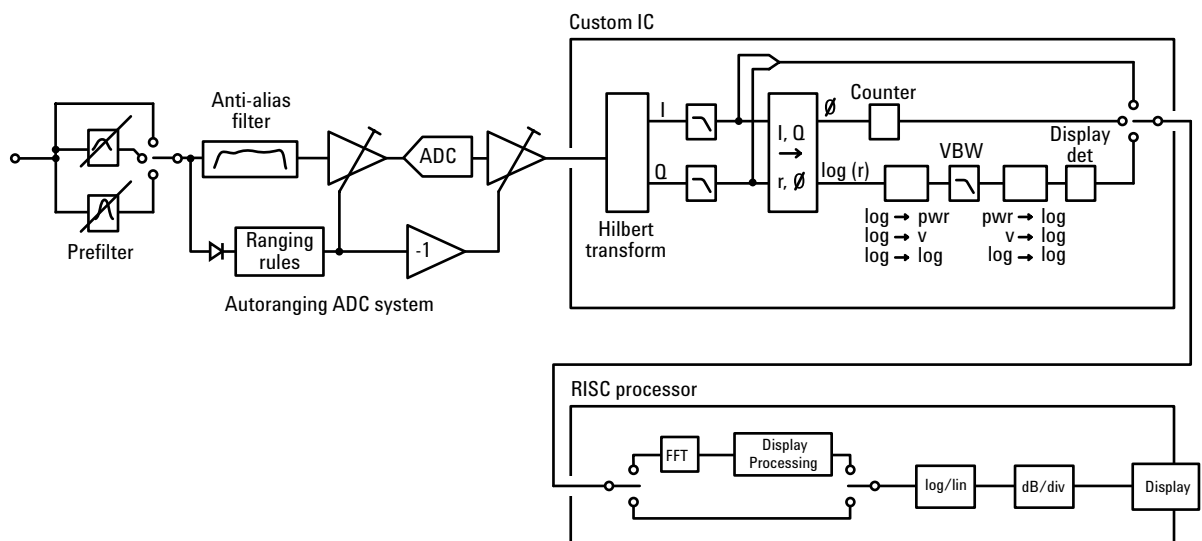 Custom IC
Anti-alias
filter
Prefilter
ADC
Ranging
rules
-1
Autoranging ADC system
I
Q
Hilbert
transform
I, Q
→
r, Ø
Ø
Counter
log (r)
VBW
Display
det
log → pwr
log → v
log → log
pwr → log
v → log
log → log
RISC processor
FFT
Display
Processing
log/lin
dB/div
Display